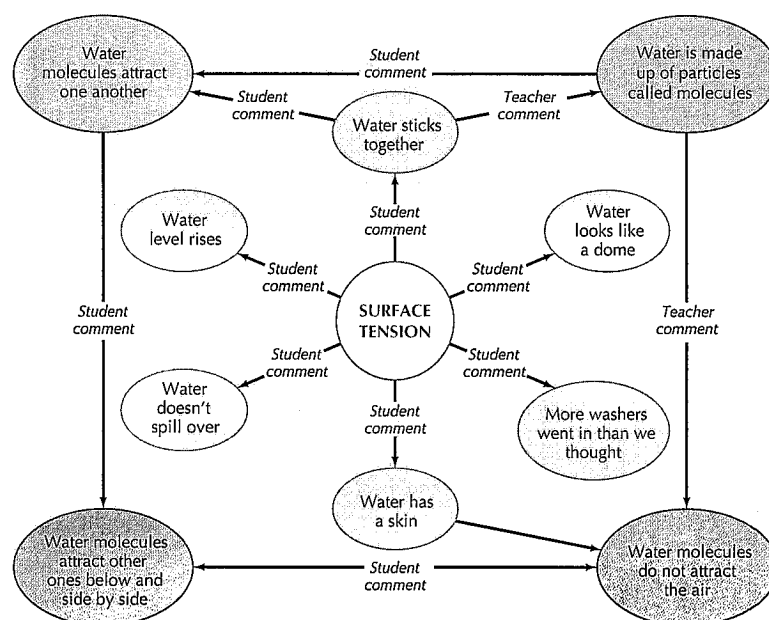 Water
molecules attract
one another
Student
comment
Water is made
up of particles
called molecules
Student
comment
Water sticks
together
Teacher
comment
Student
comment
Water
level rises
Student
comment
Water
looks like
a dome
Student
comment
Student
comment
SURFACE
TENSION
Teacher
comment
Student
comment
Student
comment
Water
doesn't
spill over
Student
comment
More washers
went in than we
thought
Water has
a skin
Water molecules
attract other
ones below and
side by side
Student
comment
Water molecules
do not attract
the air